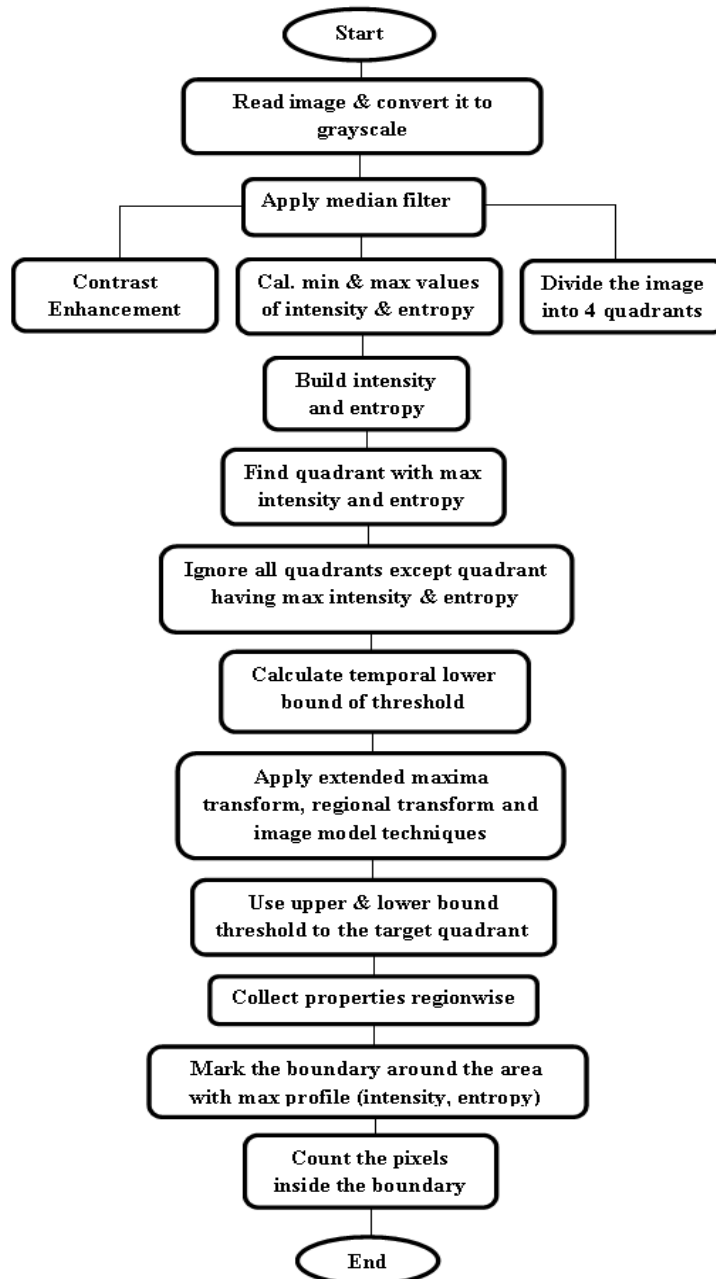 Start
Read image & convert it to
grayscale
Apply median filter
Contrast
Enhancement
Cal. min & max values
of intensity & entropy
Divide the image
into 4 quadrants
Build intensity
and entropy
Find quadrant with max
intensity and entropy
Ignore all quadrants except quadrant
having max intensity & entropy
Calculate temporal lower
bound of threshold
Apply extended maxima
transform, regional transform and
image model techniques
Use upper & lower bound
threshold to the target quadrant
Collect properties regionwise
Mark the boundary around the area
with max profile (intensity, entropy)
Count the pixels
inside the boundary
End